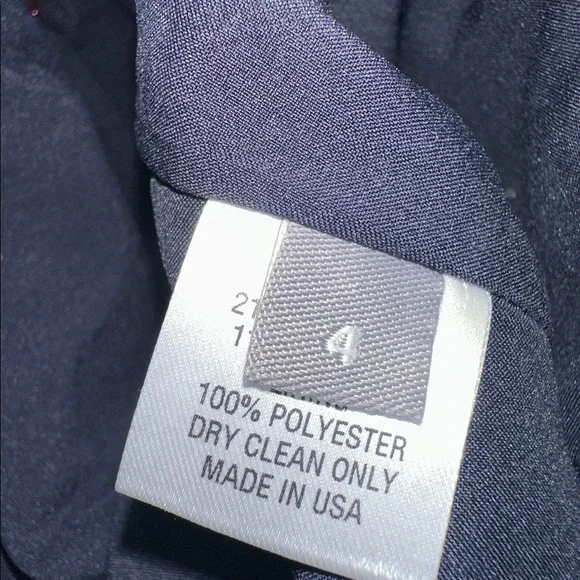 4
100% POLYESTER
DRY CLEAN ONLY
MADE IN USA